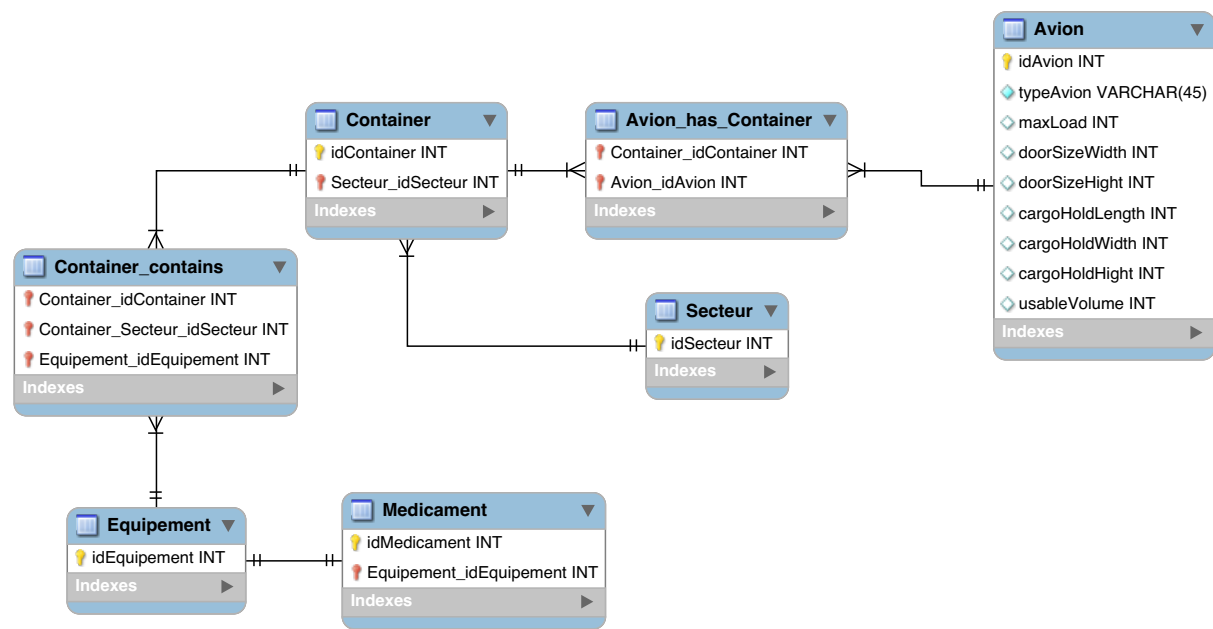 Avion
idAvion INT
typeAvion VARCHAR(45)
maxLoad INT
doorSizeWidth INT
doorSizeHight INT
cargoHoldLength INT
cargoHoldWidth INT
cargoHoldHight INT
usableVolume INT
Indexes
Container
idContainer INT
Secteur_idSecteur INT
Indexes
Avion_has_Container
Container_idContainer INT
Avion_idAvion INT
Indexes
Container_contains
Container_idContainer INT
Container_Secteur_idSecteur INT
Equipement_idEquipement INT
Indexes
Secteur
idSecteur INT
Indexes
Equipement
idEquipement INT
Indexes
Medicament
idMedicament INT
Equipement_idEquipement INT
Indexes